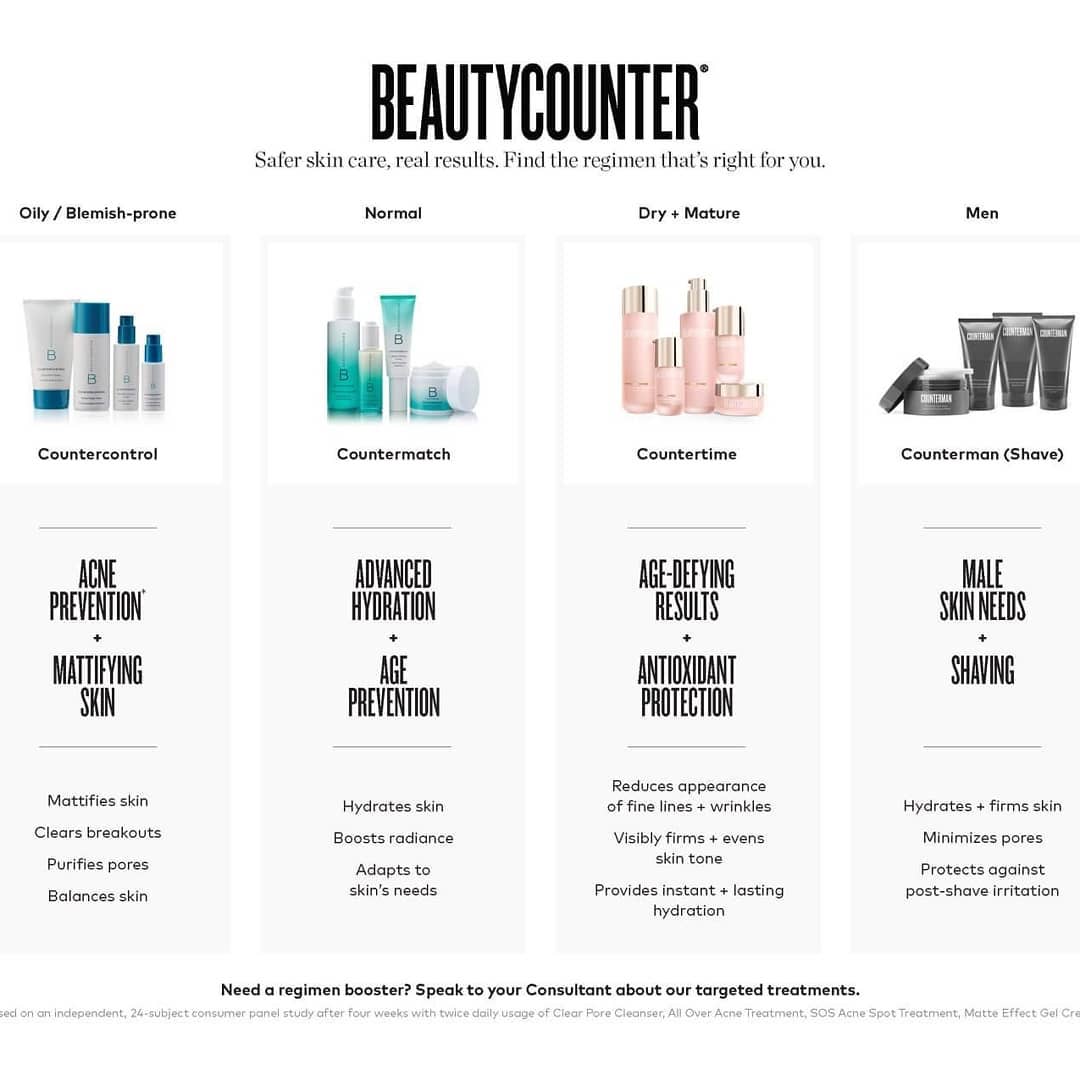 BEAUTYCOUNTER®
Safer skin care, real results. Find the regimen that's right for you.
Oily / Blemish-prone
Countercontrol
ACNE
PREVENTION⁺
+
MATTIFYING
SKIN
Mattifies skin
Clears breakouts
Purifies pores
Balances skin
Normal
B
B
B
Countermatch
ADVANCED
HYDRATION
+
AGE
PREVENTION
Hydrates skin
Boosts radiance
Adapts to
skin's needs
Dry + Mature
Countertime
AGE-DEFYING
RESULTS
+
ANTIOXIDANT
PROTECTION
Reduces appearance
of fine lines + wrinkles
Visibly firms + evens
skin tone
Provides instant + lasting
hydration
Men
COUNTERMAN
COUNTERMAN
COUNTERMAN
COUNTERMAN
Counterman (Shave)
MALE
SKIN NEEDS
+
SHAVING
Hydrates + firms skin
Minimizes pores
Protects against
post-shave irritation
Need a regimen booster? Speak to your Consultant about our targeted treatments.
on an independent, 24-subject consumer panel study after four weeks with twice daily usage of Clear Pore Cleanser, All Over Acne Treatment, SOS Acne Spot Treatment, Matte Effect Gel